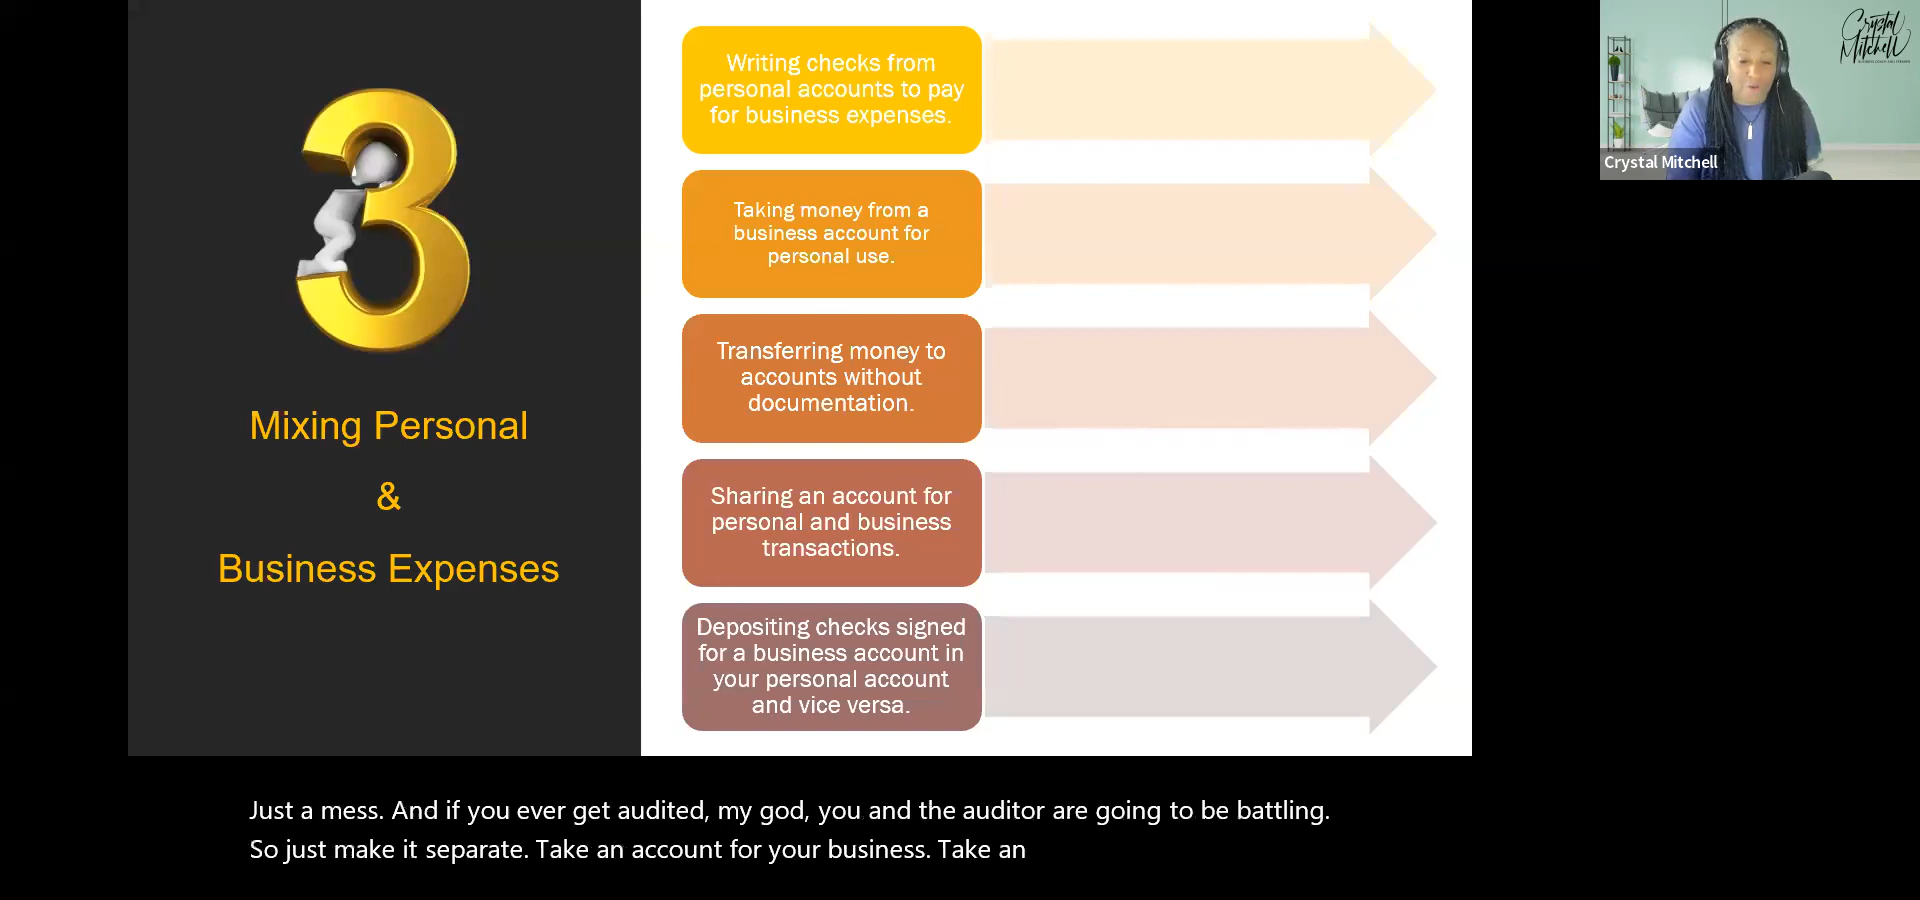 3
Mixing Personal
&
Business Expenses
Writing checks from
personal accounts to pay
for business expenses.
Taking money from a
business account for
personal use.
Transferring money to
accounts without
documentation.
Sharing an account for
personal and business
transactions.
Depositing checks signed
for a business account in
your personal account
and vice versa.
Crystal
Mitchell
Crystal Mitchell
Just a mess. And if you ever get audited, my god, you and the auditor are going to be battling.
So just make it separate. Take an account for your business. Take an